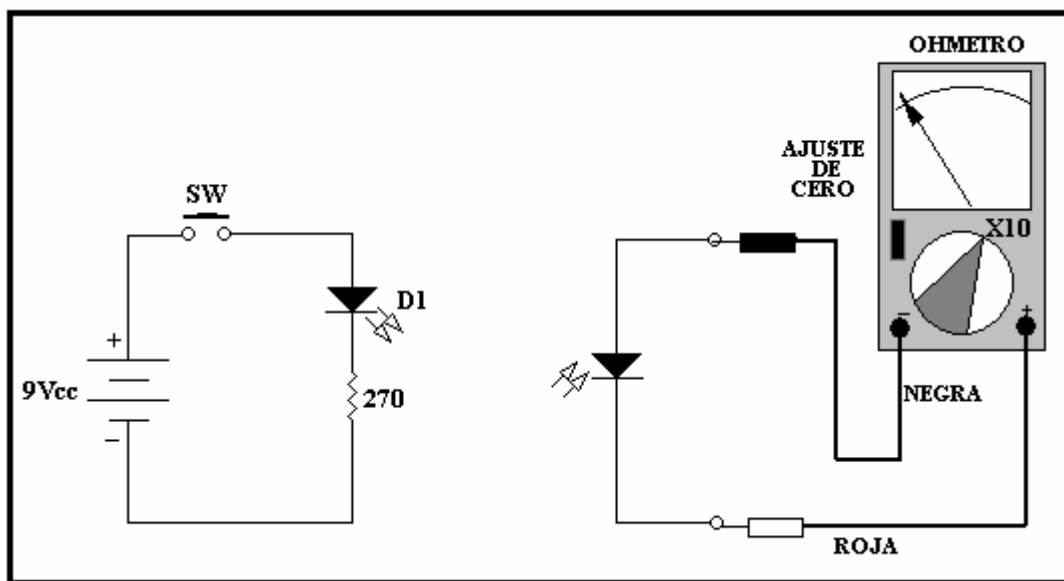 OHMETRO
AJUSTE
DE
CERO
X10
−
+
NEGRA
ROJA
SW
D1
+
9Vcc
−
270